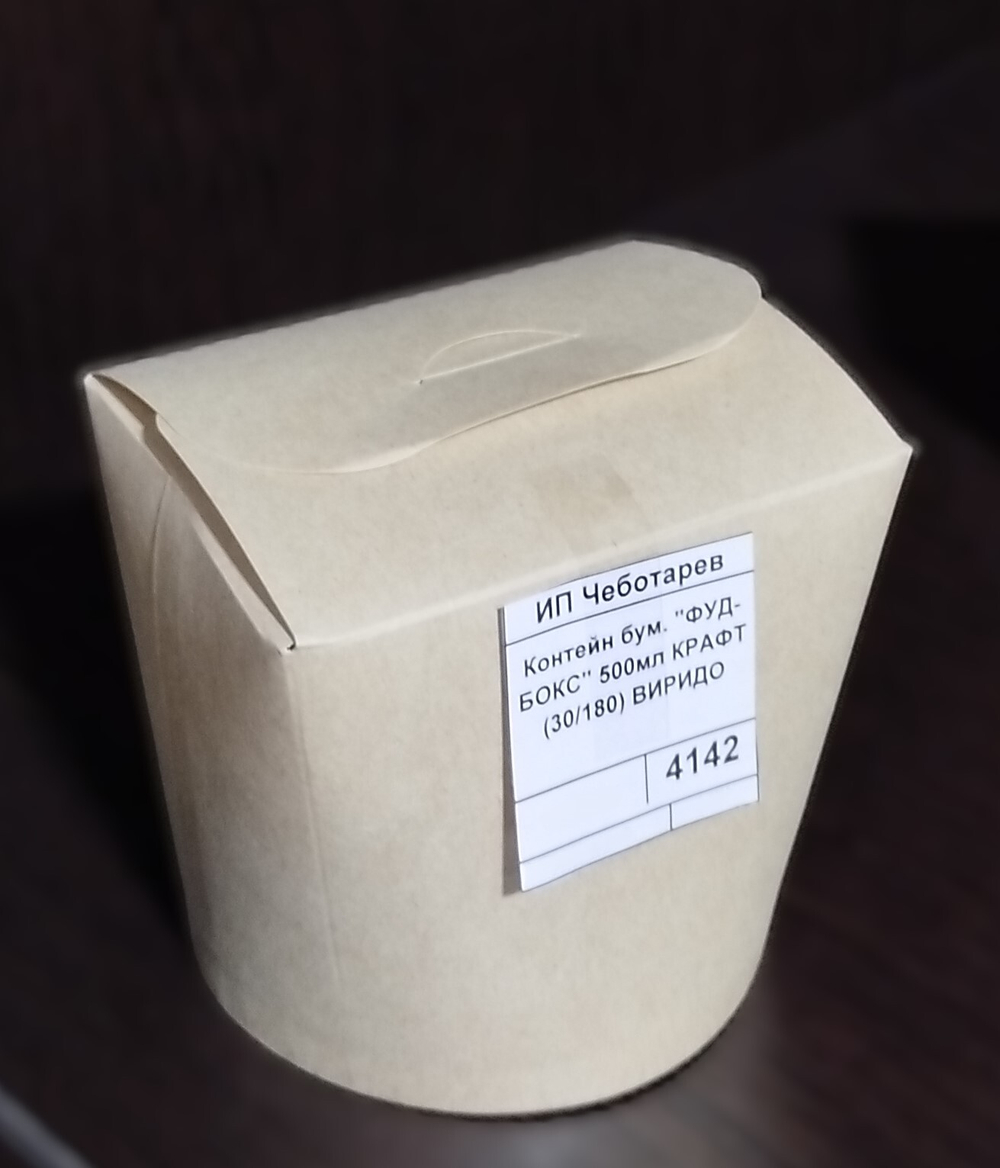 ИП Чеботарев
Контейн бум. "ФУД-
БОКС" 500мл КРАФТ
(30/180) ВИРИДО
4142